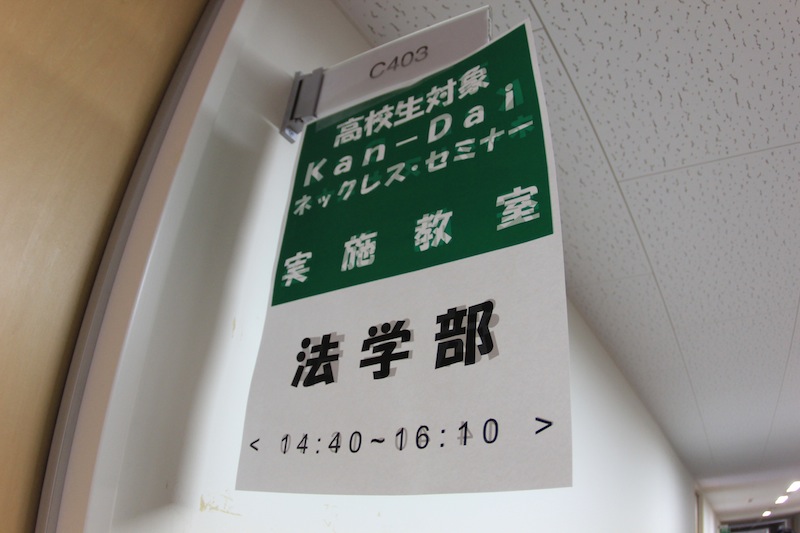 C403
高校生対象
Kan-Dai
ネックレス・セミナー
実施教室
法学部
< 14:40~16:10 >